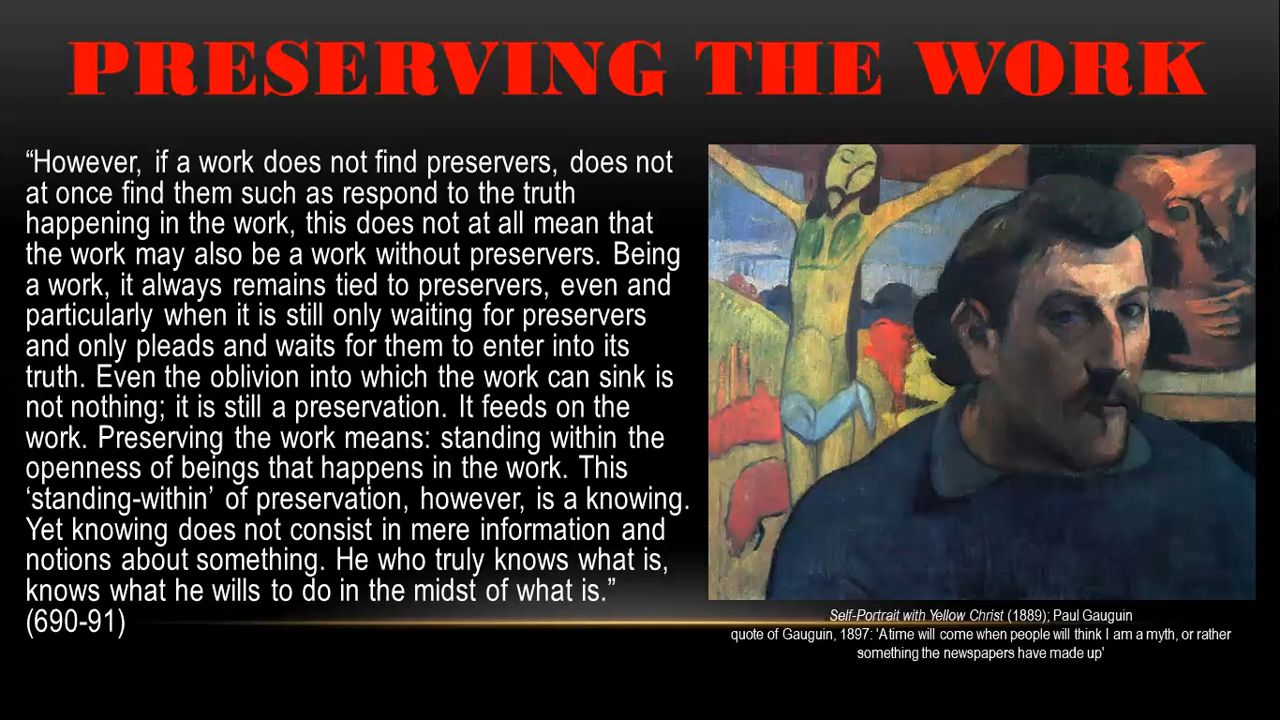 PRESERVING THE WORK
“However, if a work does not find preservers, does not
at once find them such as respond to the truth
happening in the work, this does not at all mean that
the work may also be a work without preservers. Being
a work, it always remains tied to preservers, even and
particularly when it is still only waiting for preservers
and only pleads and waits for them to enter into its
truth. Even the oblivion into which the work can sink is
not nothing; it is still a preservation. It feeds on the
work. Preserving the work means: standing within the
openness of beings that happens in the work. This
‘standing-within’ of preservation, however, is a knowing.
Yet knowing does not consist in mere information and
notions about something. He who truly knows what is,
knows what he wills to do in the midst of what is.”
(690-91)
Self-Portrait with Yellow Christ (1889); Paul Gauguin
quote of Gauguin, 1897: 'A time will come when people will think I am a myth, or rather
something the newspapers have made up'